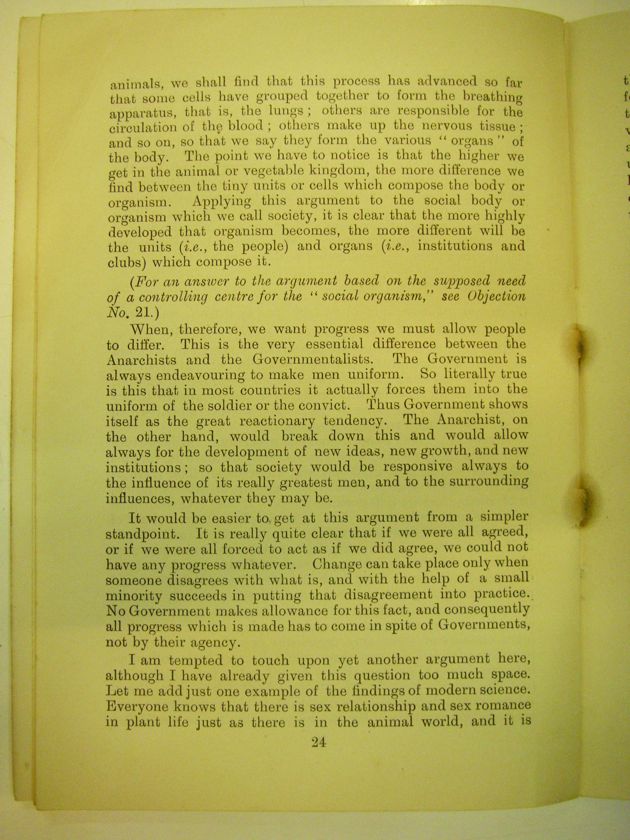 animals, we shall find that this process has advanced so far
that some cells have grouped together to form the breathing
apparatus, that is, the lungs ; others are responsible for the
circulation of the blood ; others make up the nervous tissue ;
and so on, so that we say they form the various " organs " of
the body. The point we have to notice is that the higher we
get in the animal or vegetable kingdom, the more difference we
find between the tiny units or cells which compose the body or
organism. Applying this argument to the social body or
organism which we call society, it is clear that the more highly
developed that organism becomes, the more different will be
the units (i.e., the people) and organs (i.e., institutions and
clubs) which compose it.
(For an answer to the argument based on the supposed need
of a controlling centre for the " social organism," see Objection
No. 21.)
When, therefore, we want progress we must allow people
to differ. This is the very essential difference between the
Anarchists and the Governmentalists. The Government is
always endeavouring to make men uniform. So literally true
is this that in most countries it actually forces them into the
uniform of the soldier or the convict. Thus Government shows
itself as the great reactionary tendency. The Anarchist, on
the other hand, would break down this and would allow
always for the development of new ideas, new growth, and new
institutions ; so that society would be responsive always to
the influence of its really greatest men, and to the surrounding
influences, whatever they may be.
It would be easier to get at this argument from a simpler
standpoint. It is really quite clear that if we were all agreed,
or if we were all forced to act as if we did agree, we could not
have any progress whatever. Change can take place only when
someone disagrees with what is, and with the help of a small
minority succeeds in putting that disagreement into practice.
No Government makes allowance for this fact, and consequently
all progress which is made has to come in spite of Governments,
not by their agency.
I am tempted to touch upon yet another argument here,
although I have already given this question too much space.
Let me add just one example of the findings of modern science.
Everyone knows that there is sex relationship and sex romance
in plant life just as there is in the animal world, and it is
24